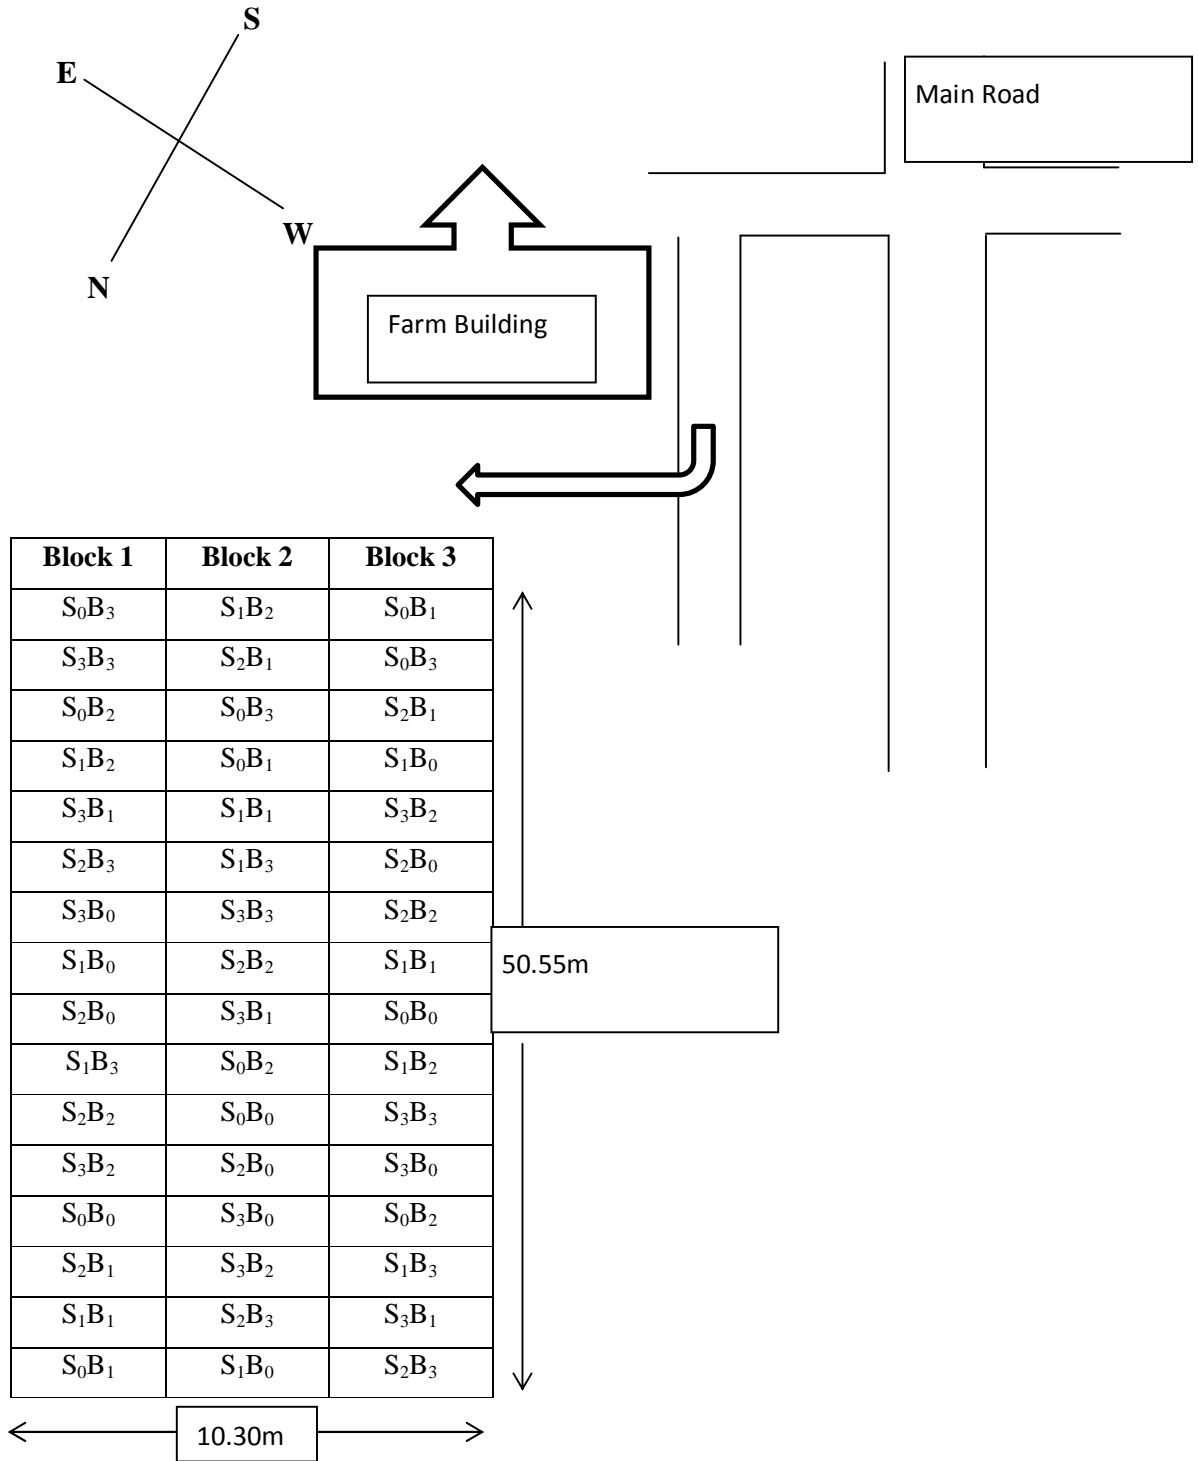 S
E
Main Road
W
N
Farm Building
Block 1 Block 2 Block 3
S₀B₃ S₁B₂ S₀B₁
S₃B₃ S₂B₁ S₀B₃
S₀B₂ S₀B₃ S₂B₁
S₁B₂ S₀B₁ S₁B₀
S₃B₁ S₁B₁ S₃B₂
S₂B₃ S₁B₃ S₂B₀
S₃B₀ S₃B₃ S₂B₂
S₁B₀ S₂B₂ S₁B₁
50.55m
S₂B₀ S₃B₁ S₀B₀
S₁B₃ S₀B₂ S₁B₂
S₂B₂ S₀B₀ S₃B₃
S₃B₂ S₂B₀ S₃B₀
S₀B₀ S₃B₀ S₀B₂
S₂B₁ S₃B₂ S₁B₃
S₁B₁ S₂B₃ S₃B₁
S₀B₁ S₁B₀ S₂B₃
10.30m